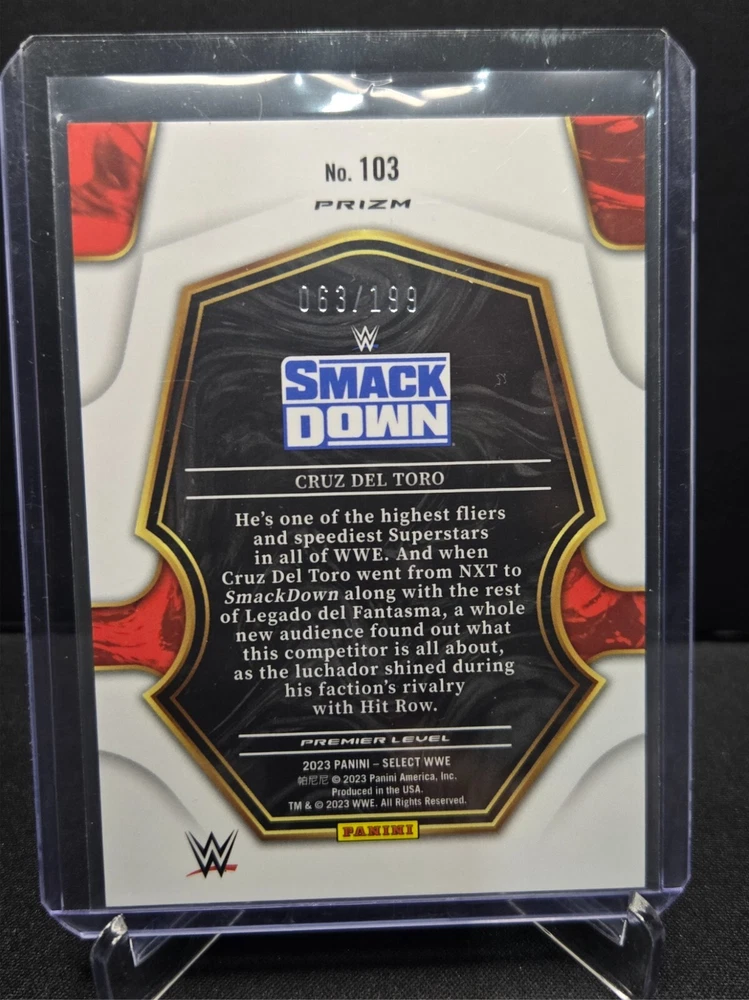 No. 103
PRIZM
063/199
W
SMACK
DOWN
CRUZ DEL TORO
He's one of the highest fliers
and speediest Superstars
in all of WWE. And when
Cruz Del Toro went from NXT to
SmackDown along with the rest
of Legado del Fantasma, a whole
new audience found out what
this competitor is all about,
as the luchador shined during
his faction's rivalry
with Hit Row.
PREMIER LEVEL
2023 PANINI – SELECT WWE
帕尼尼 © 2023 Panini America, Inc.
Produced in the USA.
TM & © 2023 WWE. All Rights Reserved.
PANINI
W